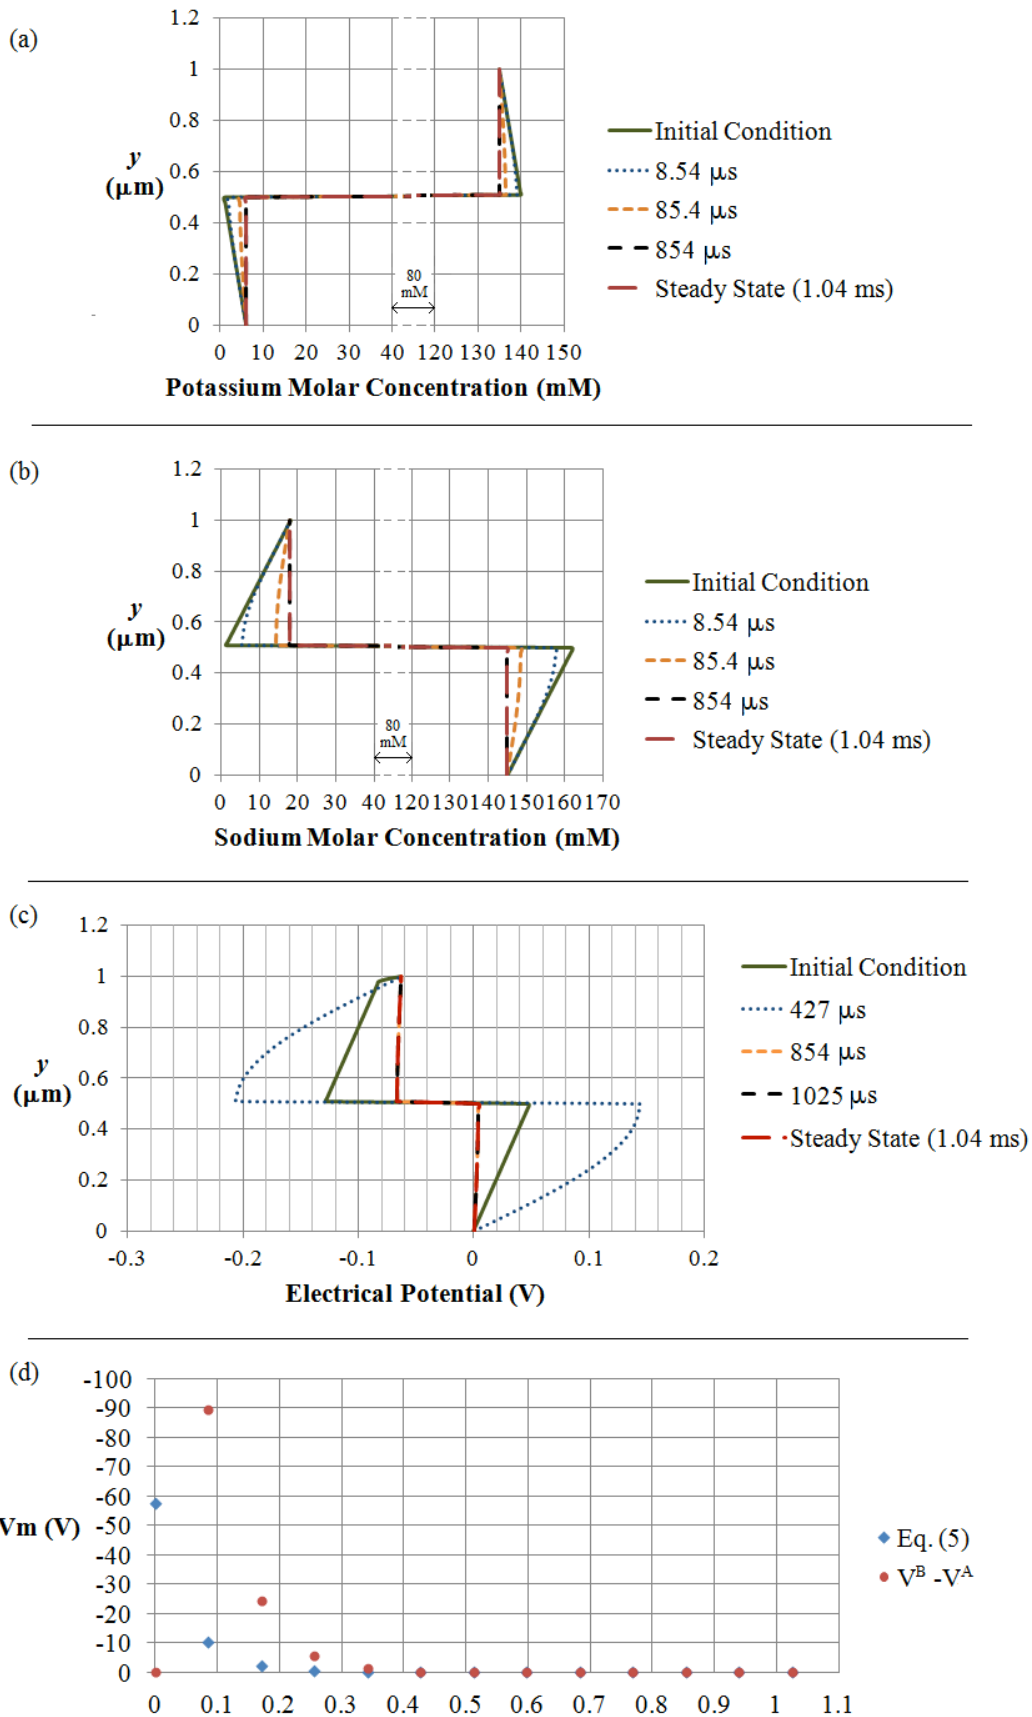 (a)
1.2
1
0.8
0.6
0.4
0.2
0
y
(μm)
80
mM
0 10 20 30 40 120 140 150
Potassium Molar Concentration (mM)
Initial Condition
8.54 μs
85.4 μs
854 μs
Steady State (1.04 ms)
(b)
1.2
1
0.8
0.6
0.4
0.2
0
y
(μm)
80
mM
0 10 20 30 40 120 130 140 150 160 170
Sodium Molar Concentration (mM)
Initial Condition
8.54 μs
85.4 μs
854 μs
Steady State (1.04 ms)
(c)
1.2
1
0.8
0.6
0.4
0.2
0
y
(μm)
-0.3 -0.2 -0.1 0 0.1 0.2
Electrical Potential (V)
Initial Condition
427 μs
854 μs
1025 μs
Steady State (1.04 ms)
(d)
-100
-90
-80
-70
-60
-50
-40
-30
-20
-10
0
Vm (V)
0 0.1 0.2 0.3 0.4 0.5 0.6 0.7 0.8 0.9 1 1.1
Eq. (5)
V^B -V^A